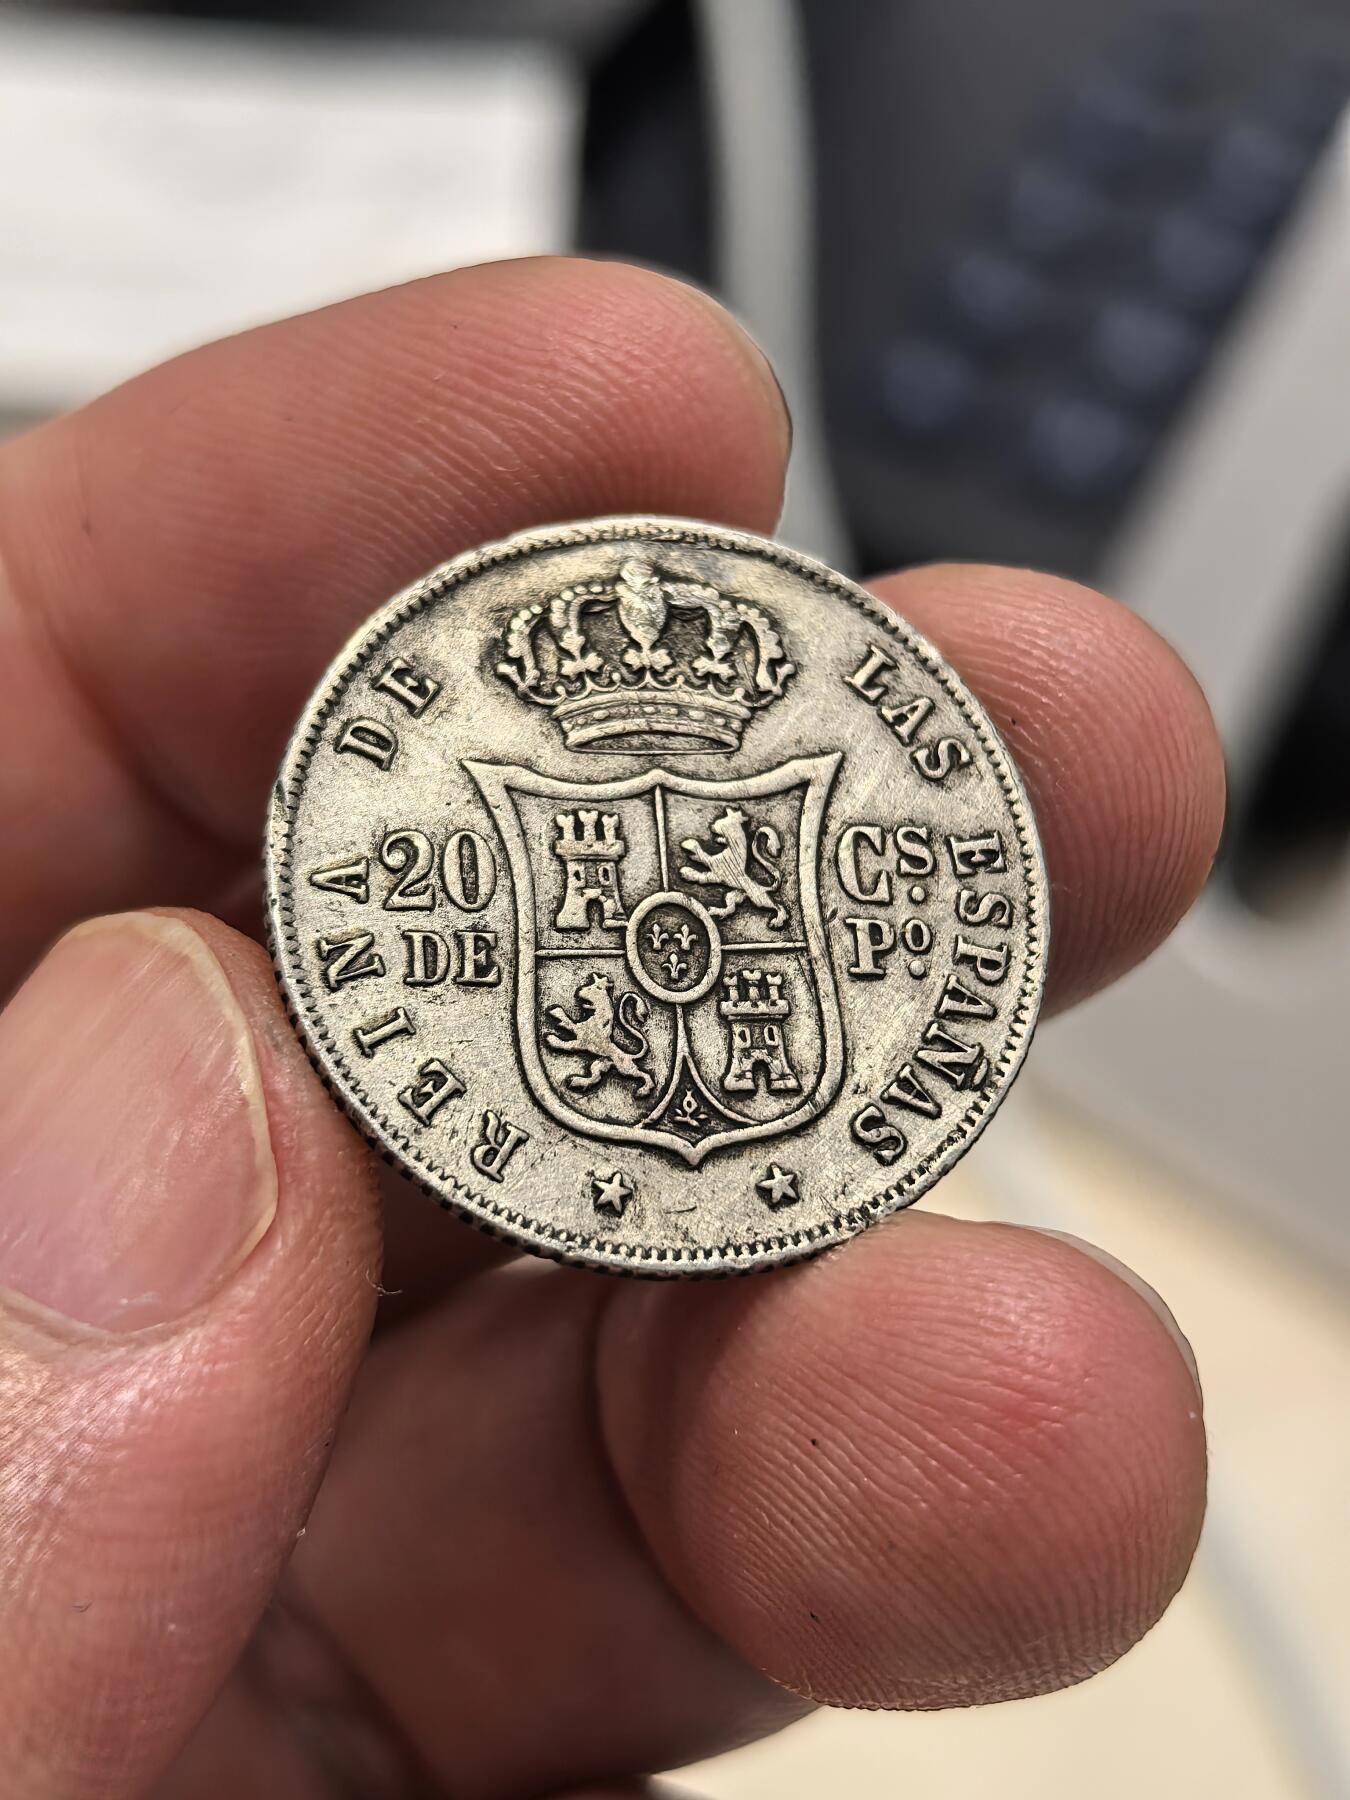 REINA DE LAS ESPAÑAS
20 Cs.
DE Po.